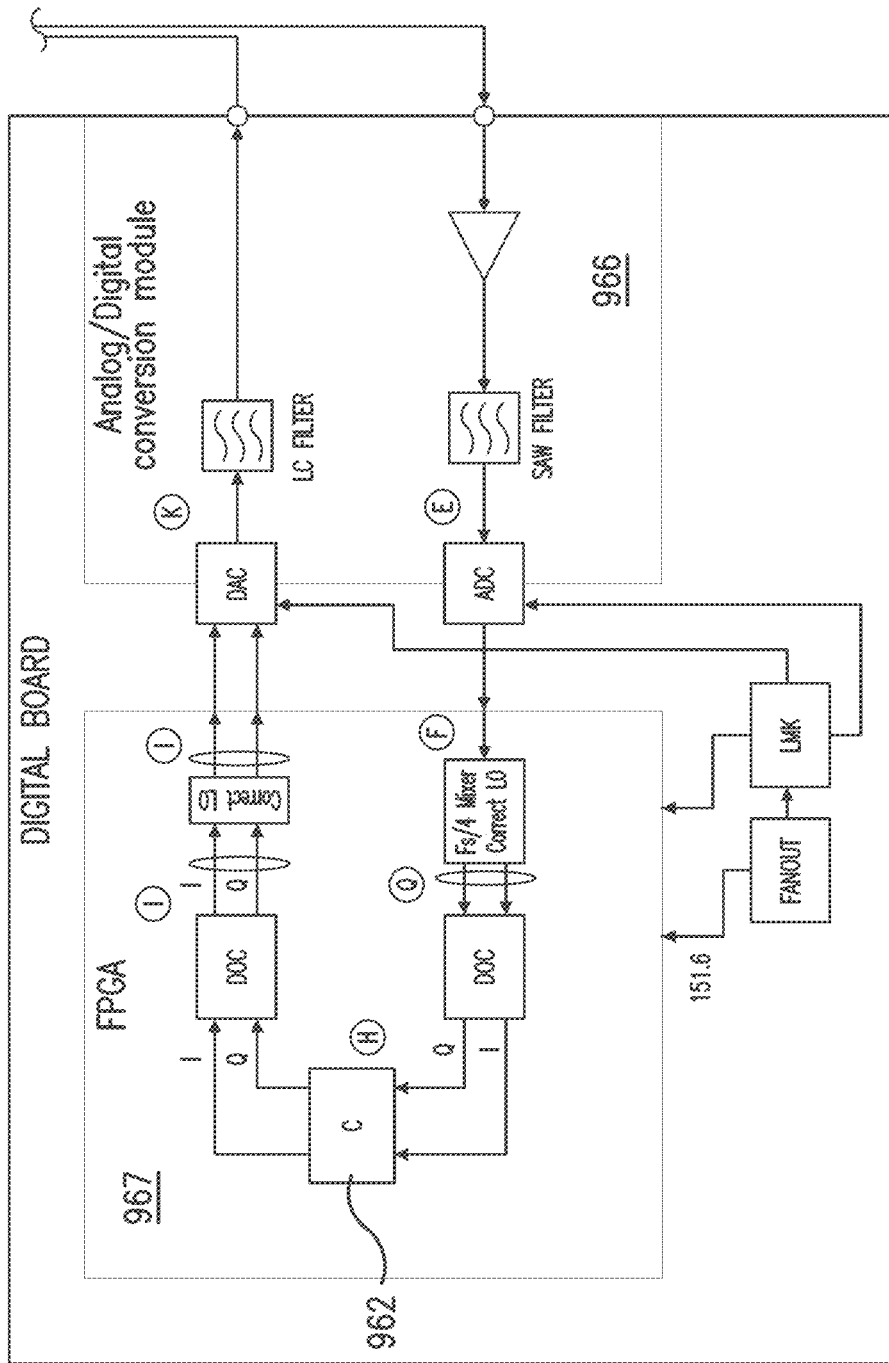 DIGITAL BOARD
FPGA
967
962
C
H
I
Q
DOC
I
I
Q
Correct LO
I
DAC
K
LC FILTER
Analog/Digital
conversion module
966
SAW FILTER
E
ADC
F
Fs/4 Mixer
Correct LO
Q
DOC
Q
I
151.6
FANOUT
LMK